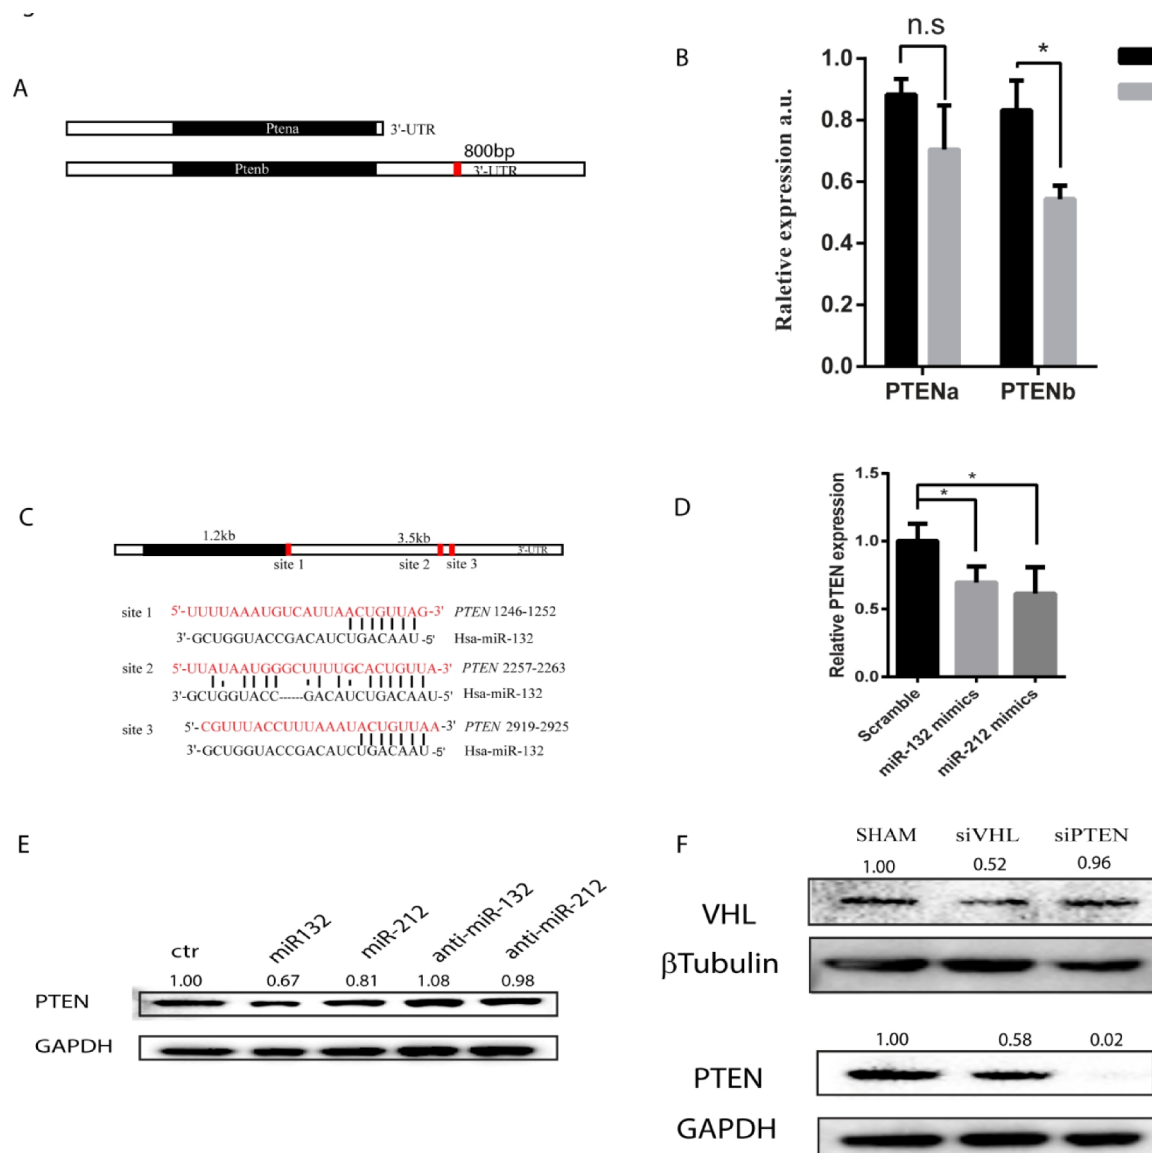 A
Ptena 3'-UTR
800bp
Ptenb 3'-UTR
B
n.s
*
Raletive expression a.u.
1.0
0.8
0.6
0.4
0.2
0.0
PTENa PTENb
C
1.2kb 3.5kb
3'-UTR
site 1 site 2 site 3
site 1 5'-UUUUAAAUGUCAUUAACUGUUAG-3' PTEN 1246-1252
3'-GCUGGUACCGACAUCUGACAAU-5' Hsa-miR-132
site 2 5'-UUAUAAUGGGCUUUUGCACUGUUA-3' PTEN 2257-2263
3'-GCUGGUACC------GACAUCUGACAAU-5' Hsa-miR-132
site 3 5'-CGUUUACCUUUAAAUACUGUUAA-3' PTEN 2919-2925
3'-GCUGGUACCGACAUCUGACAAU-5' Hsa-miR-132
D
Relative PTEN expression
1.5
1.0
0.5
0.0
*
*
Scramble
miR-132 mimics
miR-212 mimics
E
ctr miR132 miR-212 anti-miR-132 anti-miR-212
1.00 0.67 0.81 1.08 0.98
PTEN
GAPDH
F
SHAM siVHL siPTEN
1.00 0.52 0.96
VHL
βTubulin
1.00 0.58 0.02
PTEN
GAPDH